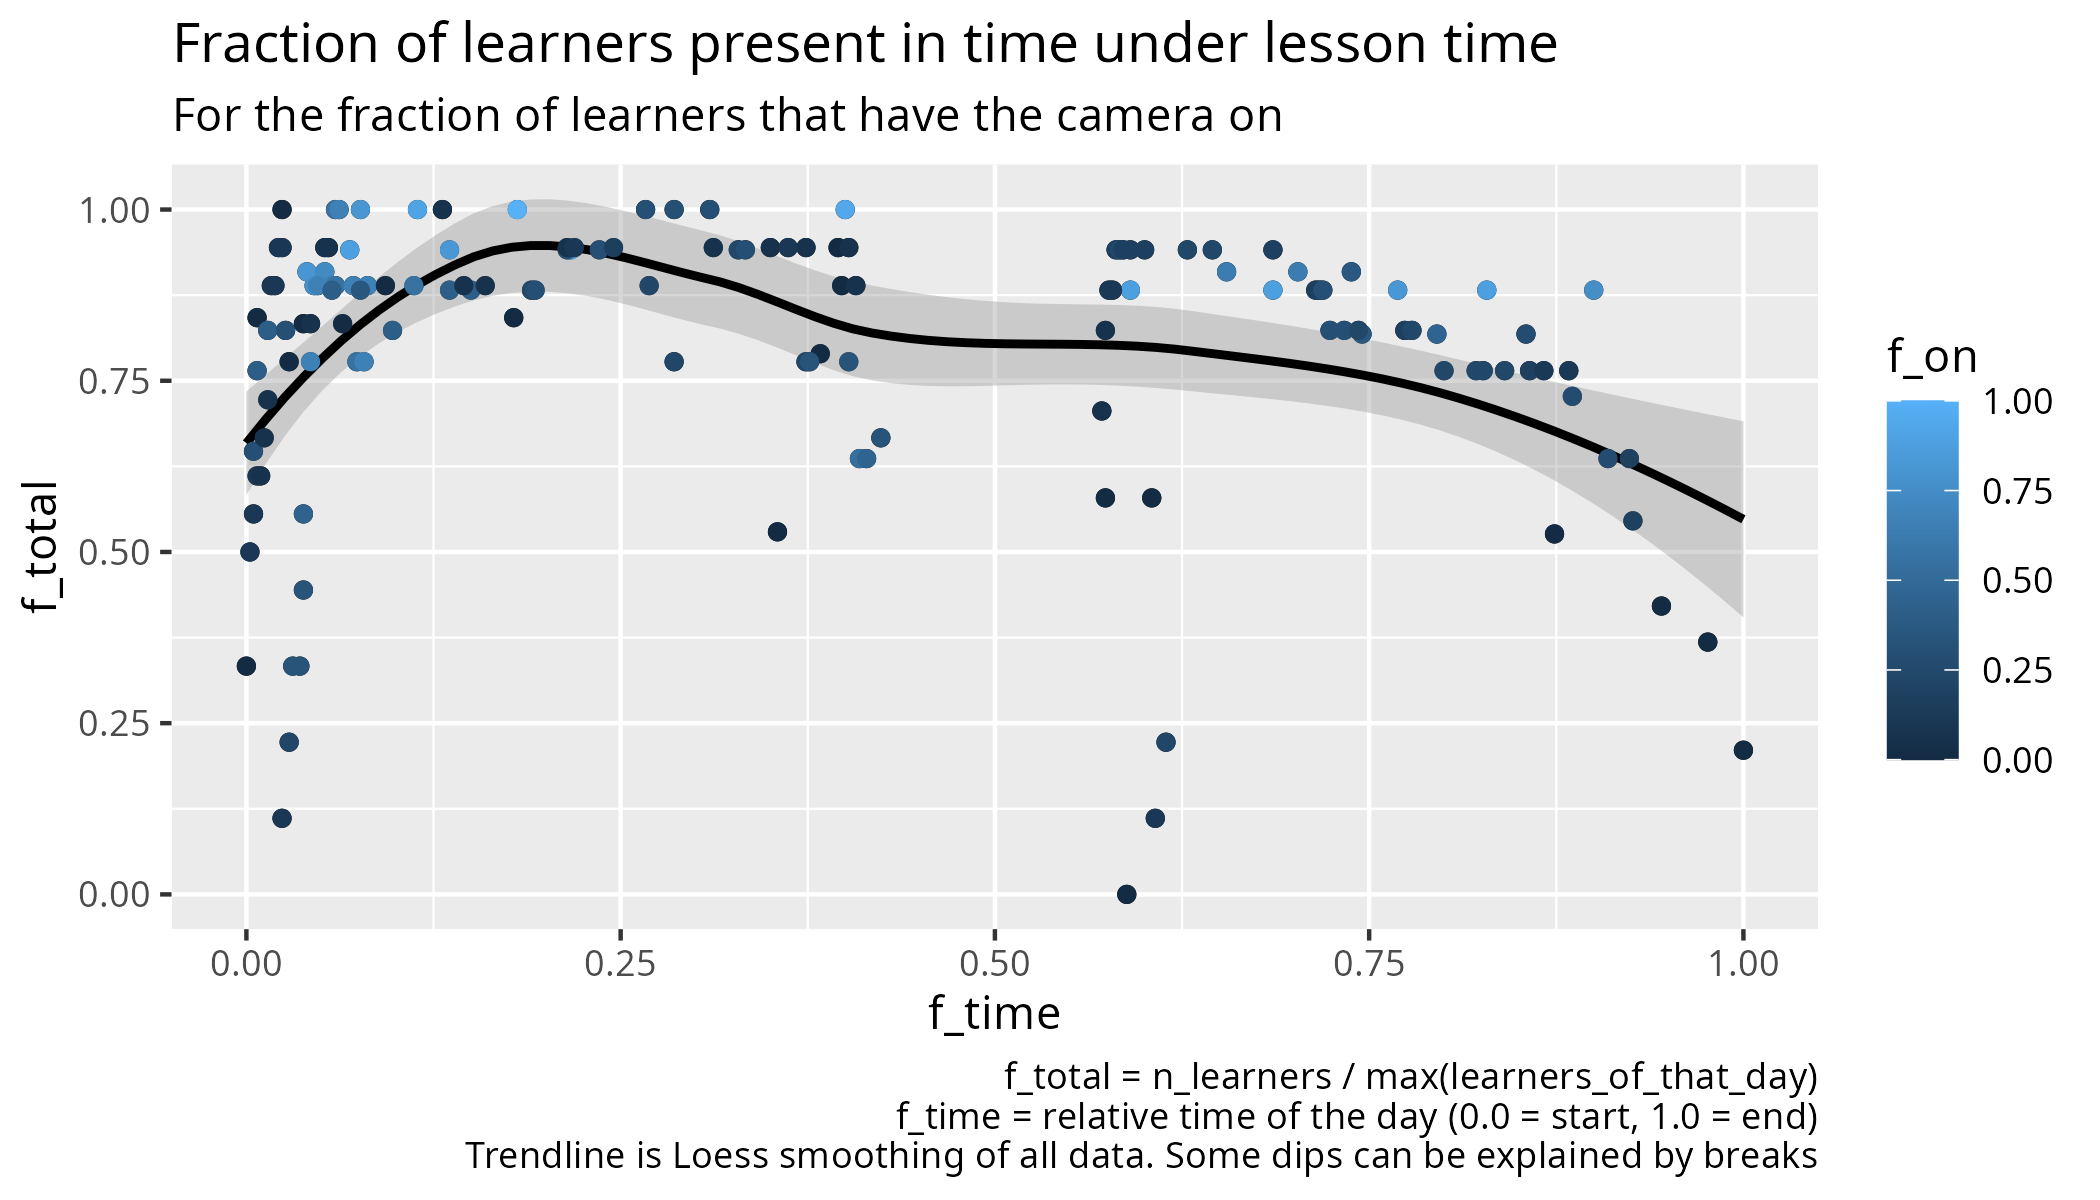 Fraction of learners present in time under lesson time
For the fraction of learners that have the camera on
f_total
1.00
0.75
0.50
0.25
0.00
0.00
0.25
0.50
0.75
1.00
f_time
f_on
1.00
0.75
0.50
0.25
0.00
f_total = n_learners / max(learners_of_that_day)
f_time = relative time of the day (0.0 = start, 1.0 = end)
Trendline is Loess smoothing of all data. Some dips can be explained by breaks